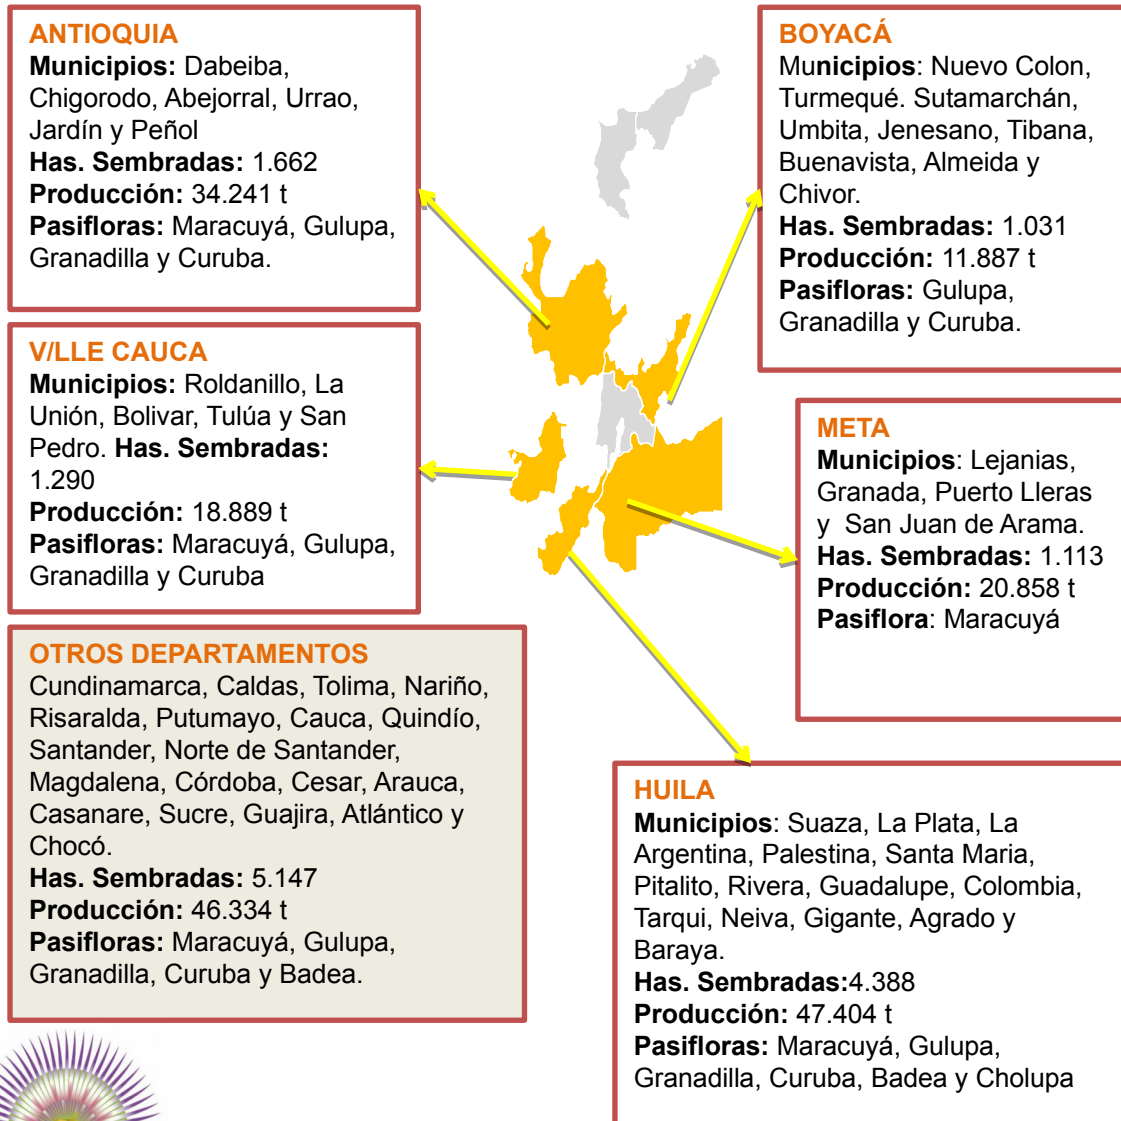 ANTIOQUIA
Municipios: Dabeiba,
Chigorodo, Abejorral, Urrao,
Jardín y Peñol
Has. Sembradas: 1.662
Producción: 34.241 t
Pasifloras: Maracuyá, Gulupa,
Granadilla y Curuba.
BOYACÁ
Municipios: Nuevo Colon,
Turmequé. Sutamarchán,
Umbita, Jenesano, Tibana,
Buenavista, Almeida y
Chivor.
Has. Sembradas: 1.031
Producción: 11.887 t
Pasifloras: Gulupa,
Granadilla y Curuba.
V/LLE CAUCA
Municipios: Roldanillo, La
Unión, Bolivar, Tulúa y San
Pedro. Has. Sembradas:
1.290
Producción: 18.889 t
Pasifloras: Maracuyá, Gulupa,
Granadilla y Curuba
META
Municipios: Lejanias,
Granada, Puerto Lleras
y San Juan de Arama.
Has. Sembradas: 1.113
Producción: 20.858 t
Pasiflora: Maracuyá
OTROS DEPARTAMENTOS
Cundinamarca, Caldas, Tolima, Nariño,
Risaralda, Putumayo, Cauca, Quindío,
Santander, Norte de Santander,
Magdalena, Córdoba, Cesar, Arauca,
Casanare, Sucre, Guajira, Atlántico y
Chocó.
Has. Sembradas: 5.147
Producción: 46.334 t
Pasifloras: Maracuyá, Gulupa,
Granadilla, Curuba y Badea.
HUILA
Municipios: Suaza, La Plata, La
Argentina, Palestina, Santa Maria,
Pitalito, Rivera, Guadalupe, Colombia,
Tarqui, Neiva, Gigante, Agrado y
Baraya.
Has. Sembradas:4.388
Producción: 47.404 t
Pasifloras: Maracuyá, Gulupa,
Granadilla, Curuba, Badea y Cholupa